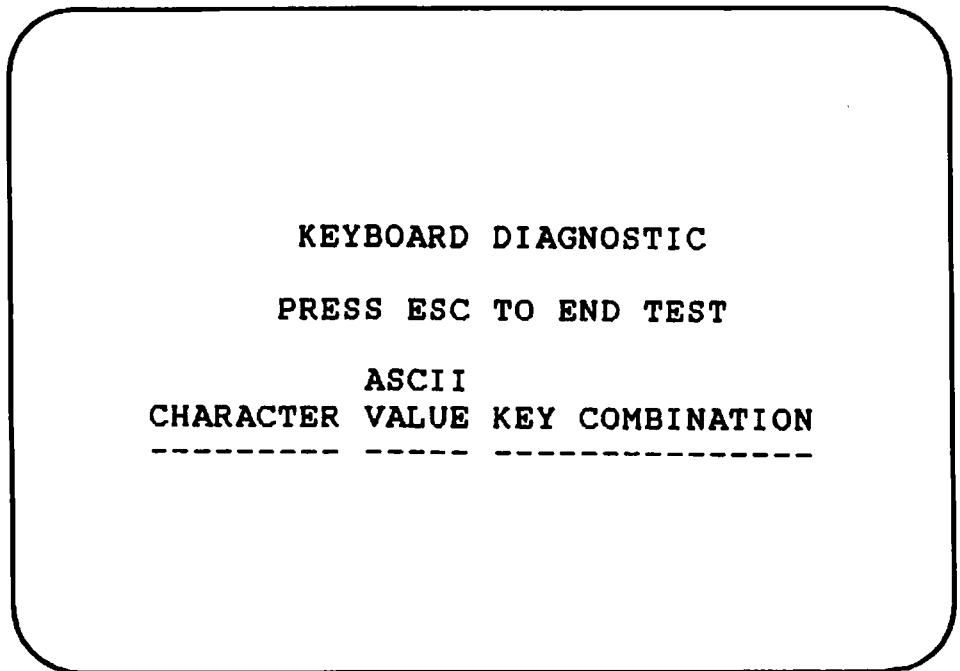 KEYBOARD DIAGNOSTIC
PRESS ESC TO END TEST
ASCII
CHARACTER VALUE KEY COMBINATION
--------- ----- ---------------